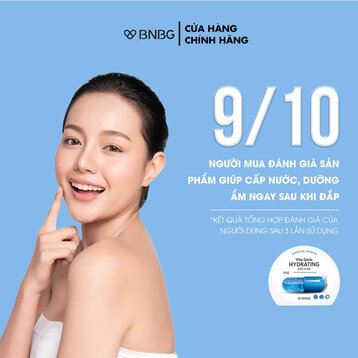 BNBG
CỬA HÀNG
CHÍNH HÃNG
9/10
NGƯỜI MUA ĐÁNH GIÁ SẢN
PHẨM GIÚP CẤP NƯỚC, DƯỠNG
ẨM NGAY SAU KHI ĐẮP
*KẾT QUẢ TỔNG HỢP ĐÁNH GIÁ CỦA
NGƯỜI DÙNG SAU 3 LẦN SỬ DỤNG
Vita Genic
HYDRATING
jelly mask
BNBG